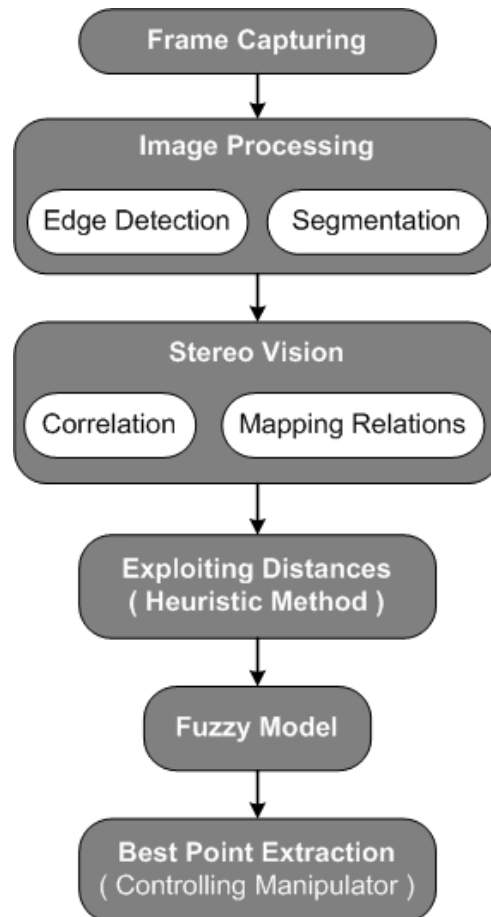 Frame Capturing
Image Processing
Edge Detection
Segmentation
Stereo Vision
Correlation
Mapping Relations
Exploiting Distances
( Heuristic Method )
Fuzzy Model
Best Point Extraction
( Controlling Manipulator )